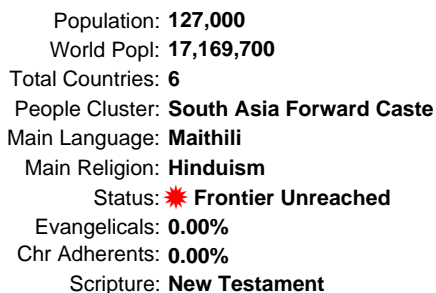 Population: 127,000
World Popl: 17,169,700
Total Countries: 6
People Cluster: South Asia Forward Caste
Main Language: Maithili
Main Religion: Hinduism
Status: Frontier Unreached
Evangelicals: 0.00%
Chr Adherents: 0.00%
Scripture: New Testament